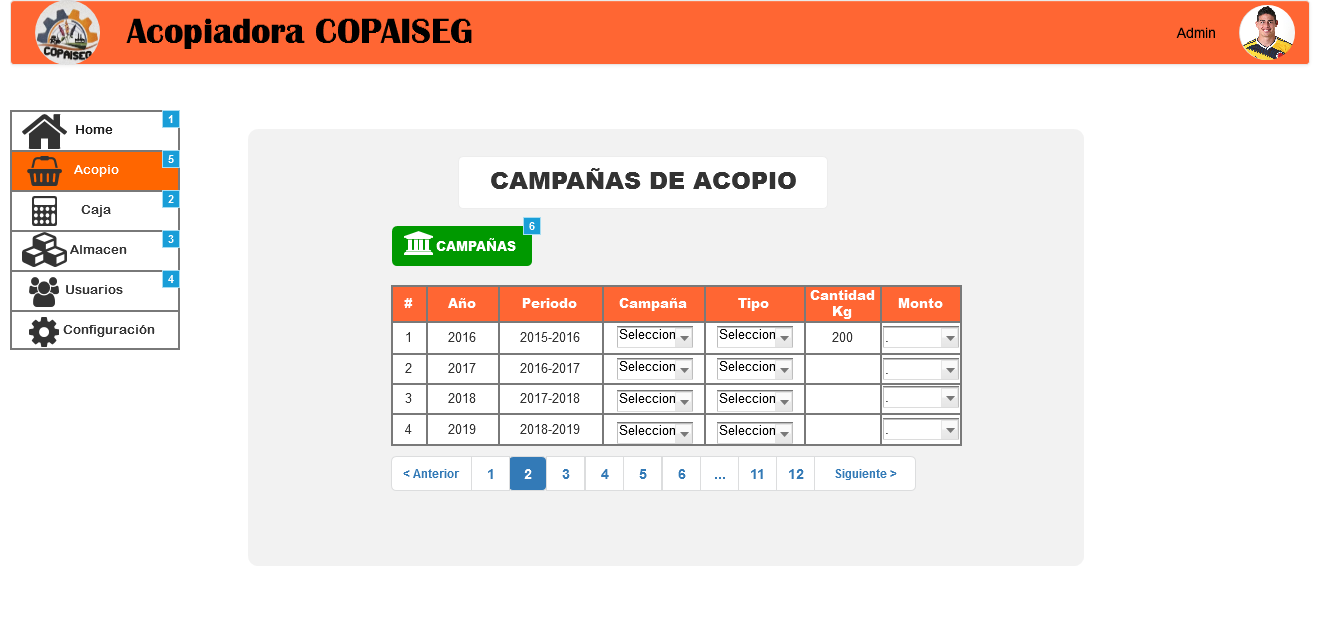 COPAISEG
Acopiadora COPAISEG
Admin
Home 1
Acopio 5
Caja 2
Almacen 3
Usuarios 4
Configuración
CAMPAÑAS DE ACOPIO
CAMPAÑAS 6
# Año Periodo Campaña Tipo Cantidad Kg Monto
1 2016 2015-2016 Seleccion Seleccion 200 .
2 2017 2016-2017 Seleccion Seleccion .
3 2018 2017-2018 Seleccion Seleccion .
4 2019 2018-2019 Seleccion Seleccion .
< Anterior 1 2 3 4 5 6 ... 11 12 Siguiente >